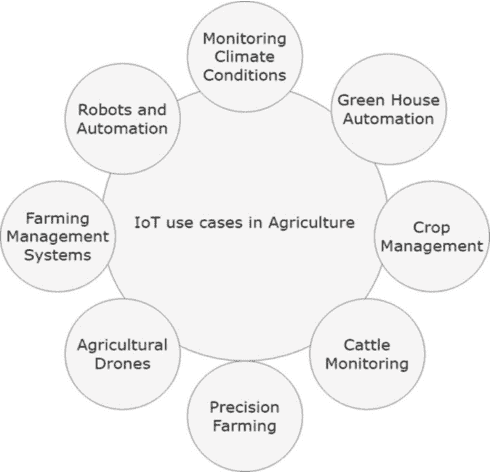 Monitoring
Climate
Conditions
Green House
Automation
Crop
Management
Cattle
Monitoring
Precision
Farming
Agricultural
Drones
Farming
Management
Systems
Robots and
Automation
IoT use cases in Agriculture